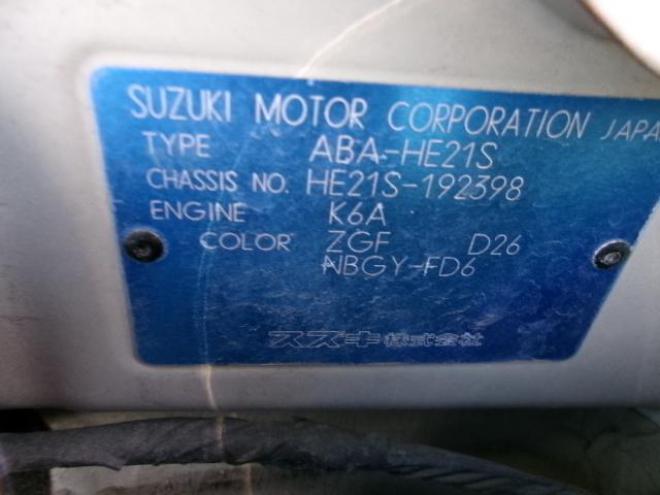 SUZUKI MOTOR CORPORATION JAPA
TYPE ABA-HE21S
CHASSIS NO. HE21S-192398
ENGINE K6A
COLOR ZGF D26
NBGY-FD6
スズキ株式会社